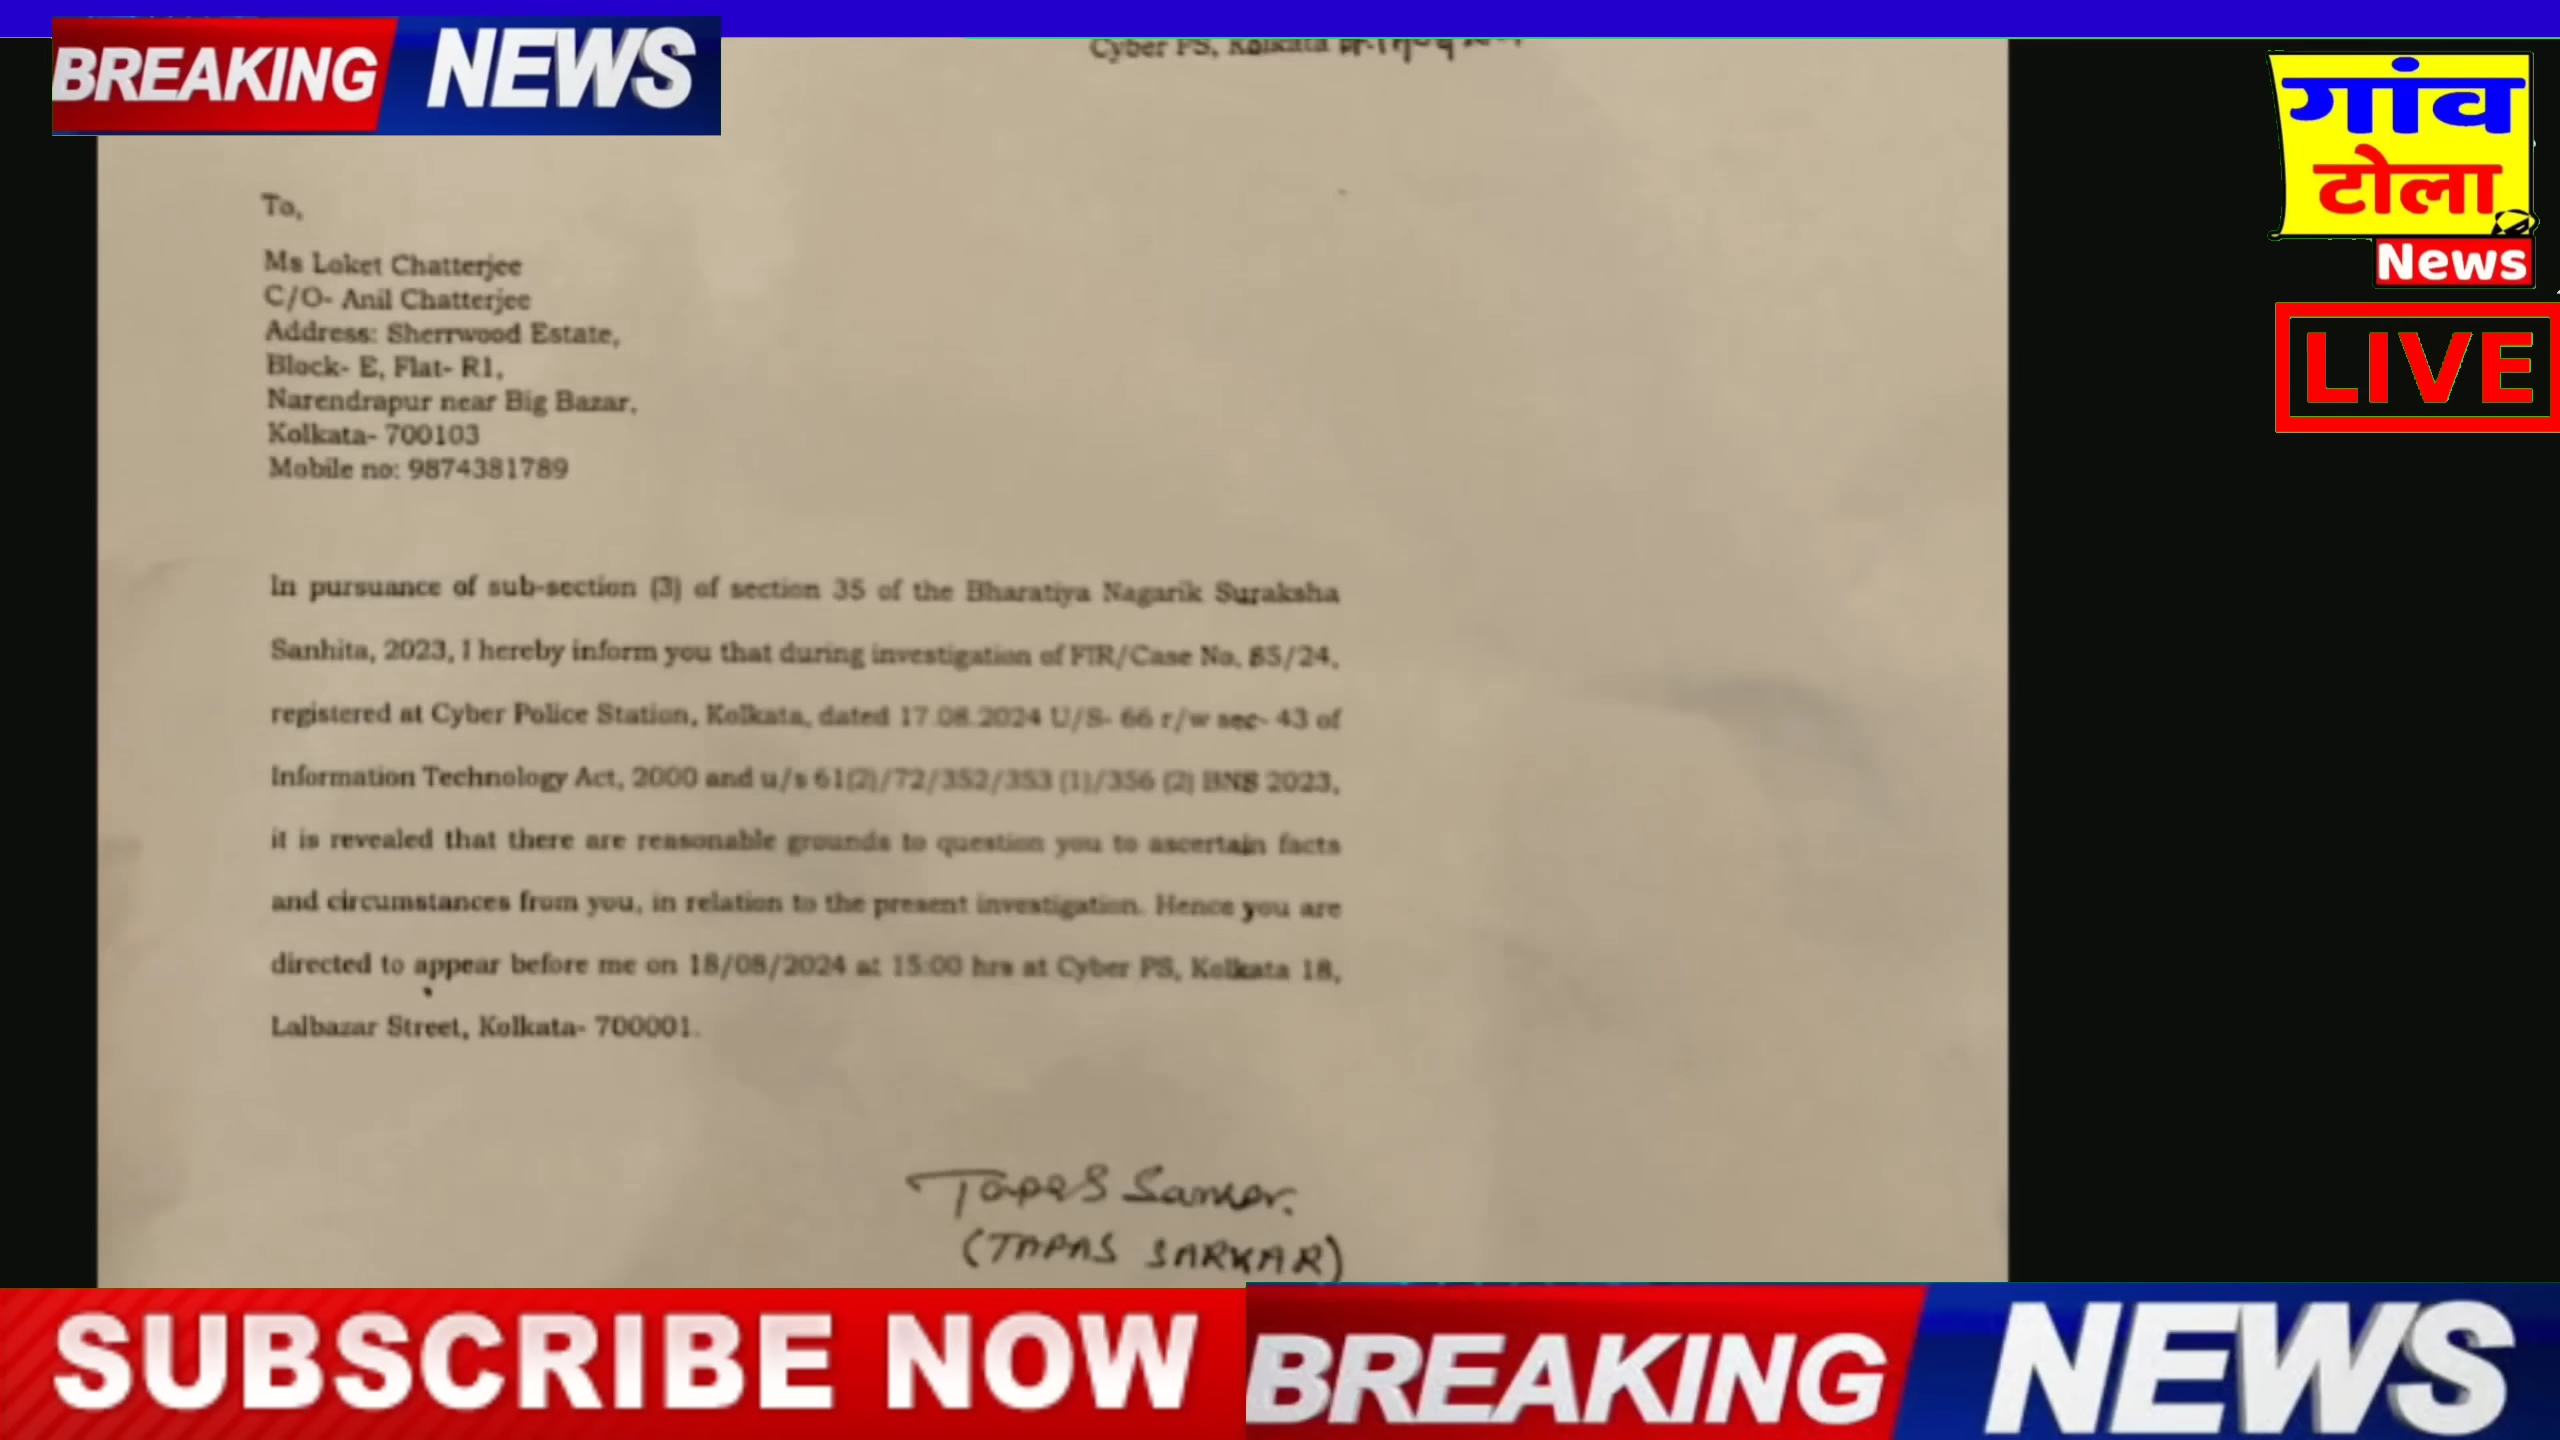 BREAKING NEWS
Cyber PS, Kolkata
गांव
टोला
News
LIVE
To,
Ms Loket Chatterjee
C/O- Anil Chatterjee
Address: Sherrwood Estate,
Block- E, Flat- R1,
Narendrapur near Big Bazar,
Kolkata- 700103
Mobile no: 9874381789
In pursuance of sub-section (3) of section 35 of the Bharatiya Nagarik Suraksha
Sanhita, 2023, I hereby inform you that during investigation of FIR/Case No. 85/24,
registered at Cyber Police Station, Kolkata, dated 17.08.2024 U/S- 66 r/w sec- 43 of
Information Technology Act, 2000 and u/s 61(2)/72/352/353 (1)/356 (2) BNS 2023,
it is revealed that there are reasonable grounds to question you to ascertain facts
and circumstances from you, in relation to the present investigation. Hence you are
directed to appear before me on 18/08/2024 at 15:00 hrs at Cyber PS, Kolkata 18,
Lalbazar Street, Kolkata- 700001.
Tapas Sarkar.
(TAPAS SARKAR)
SUBSCRIBE NOW
BREAKING NEWS